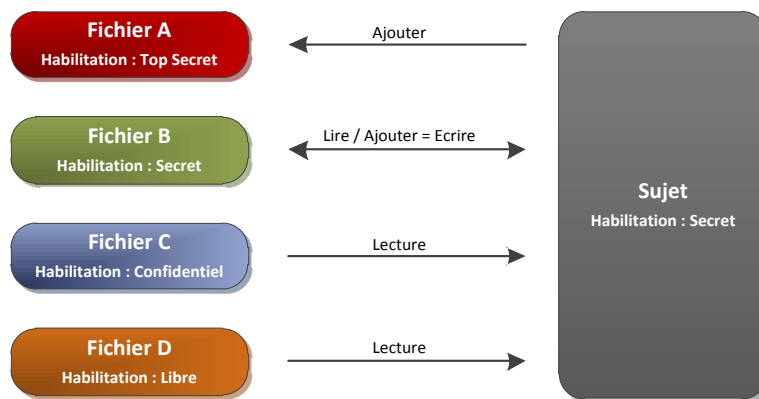 Fichier A
Habilitation : Top Secret
Ajouter
Fichier B
Habilitation : Secret
Lire / Ajouter = Ecrire
Sujet
Habilitation : Secret
Fichier C
Habilitation : Confidentiel
Lecture
Fichier D
Habilitation : Libre
Lecture